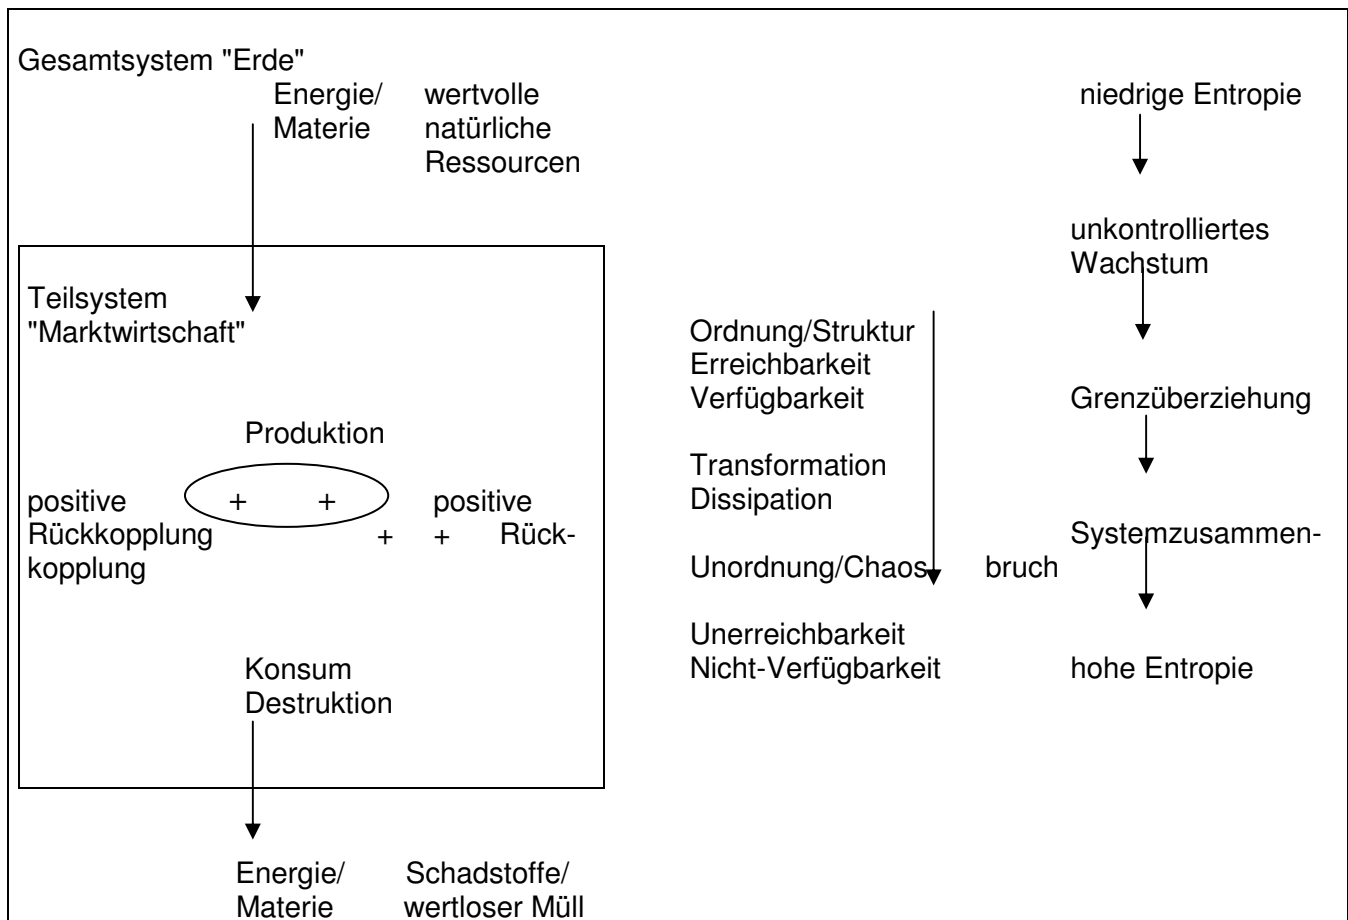 Gesamtsystem "Erde"
Energie/ wertvolle niedrige Entropie
Materie natürliche
Ressourcen
unkontrolliertes
Wachstum
Teilsystem
"Marktwirtschaft" Ordnung/Struktur
Erreichbarkeit
Verfügbarkeit Grenzüberziehung
Produktion
Transformation
positive + + positive Dissipation
Rückkopplung + + Rück- Systemzusammen-
kopplung Unordnung/Chaos bruch
Unerreichbarkeit
Konsum Nicht-Verfügbarkeit hohe Entropie
Destruktion
Energie/ Schadstoffe/
Materie wertloser Müll